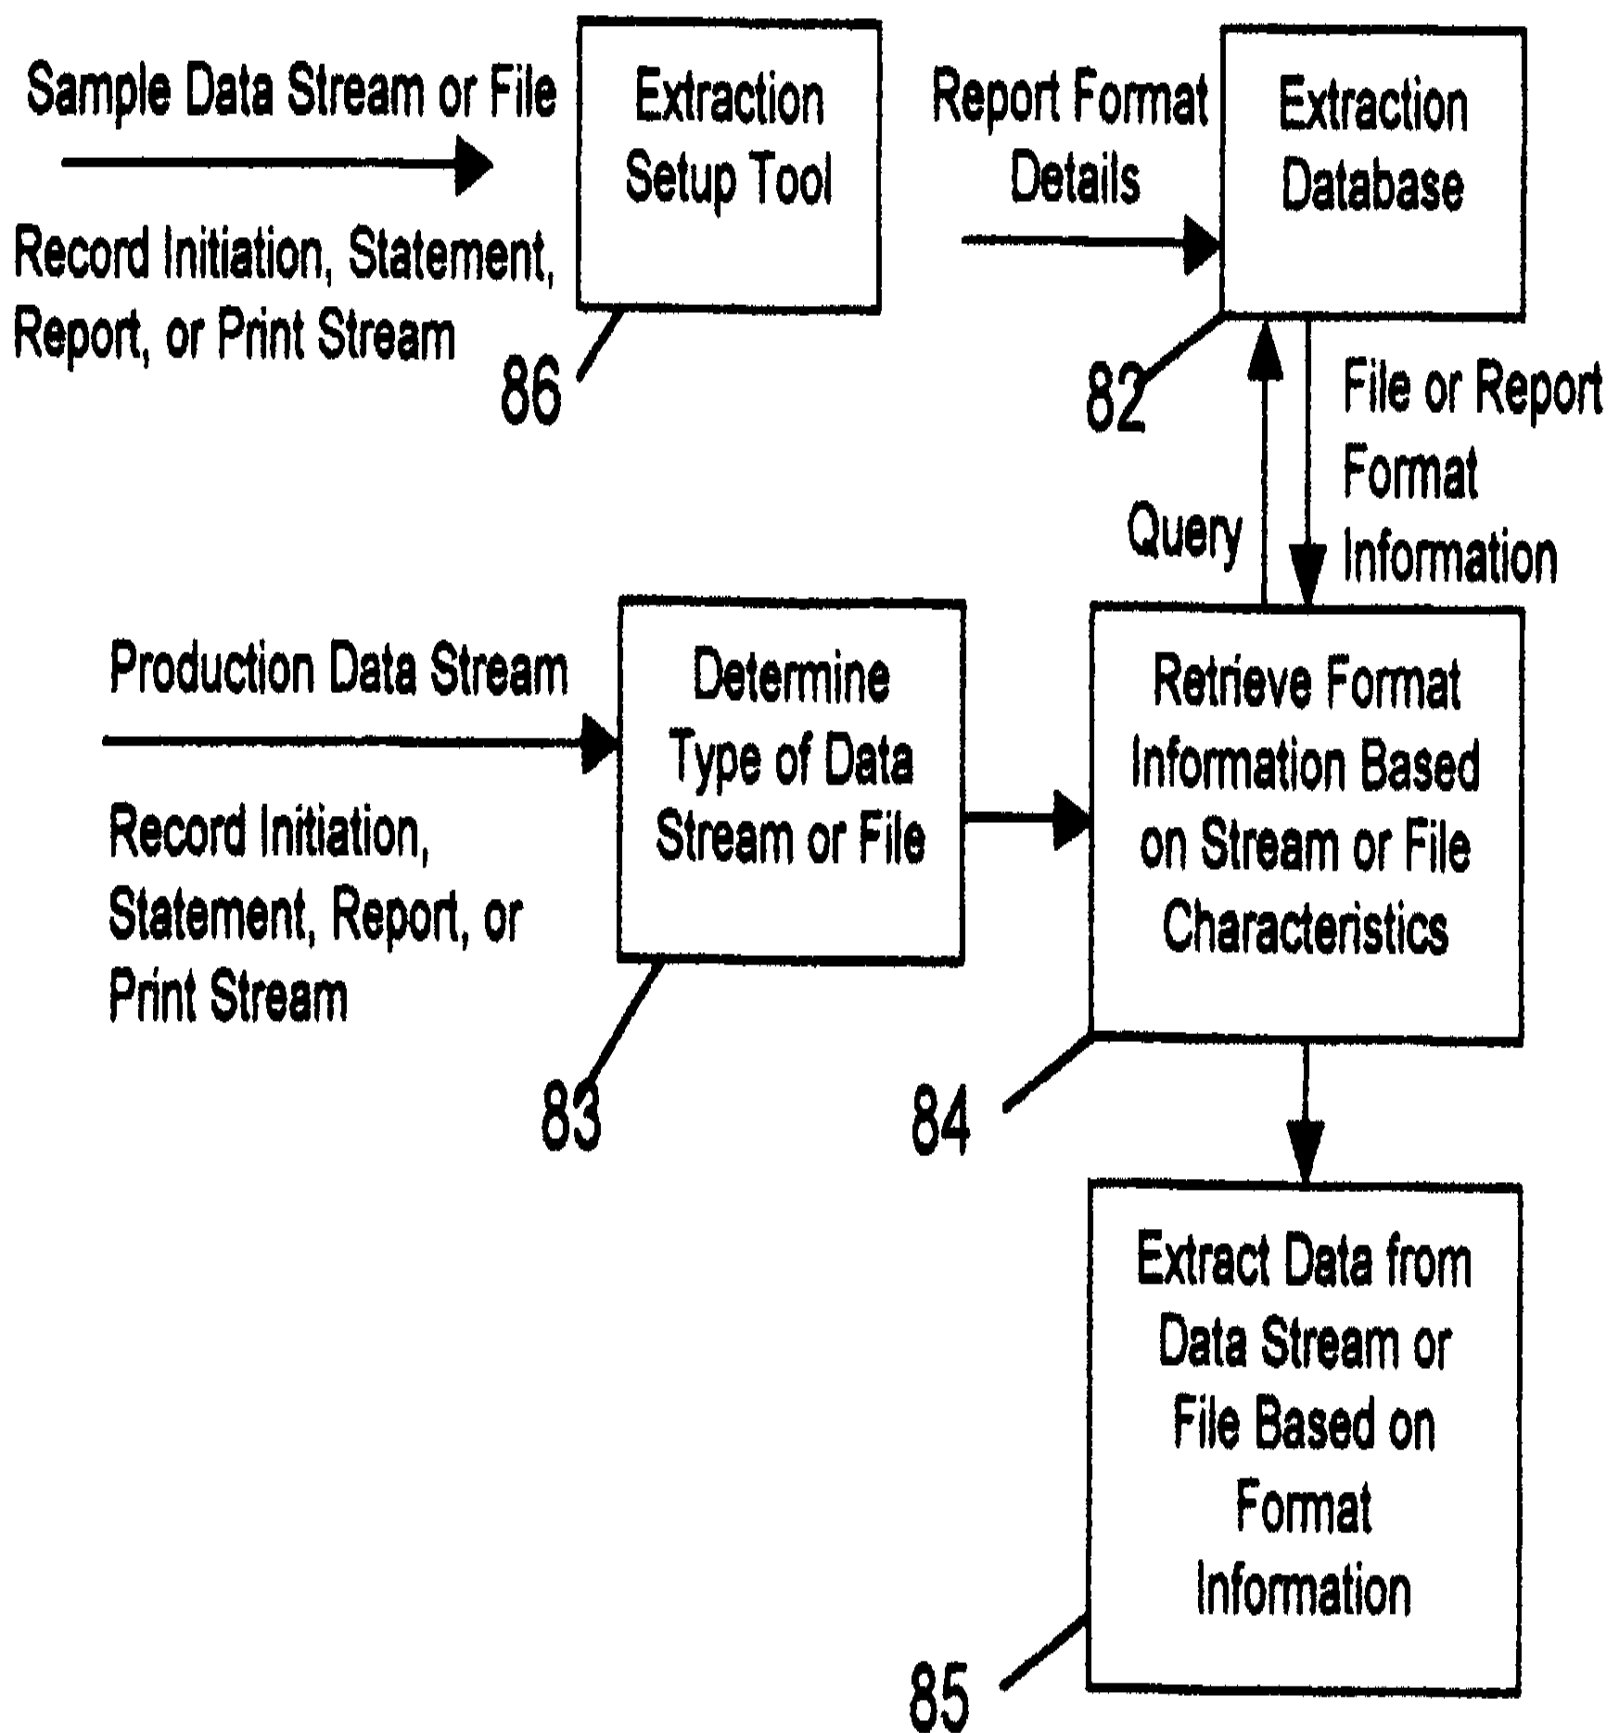 Sample Data Stream or File
Record Initiation, Statement,
Report, or Print Stream
Extraction
Setup Tool
86
Report Format
Details
Extraction
Database
82
Query
File or Report
Format
Information
Production Data Stream
Record Initiation,
Statement, Report, or
Print Stream
Determine
Type of Data
Stream or File
83
Retrieve Format
Information Based
on Stream or File
Characteristics
84
Extract Data from
Data Stream or
File Based on
Format
Information
85